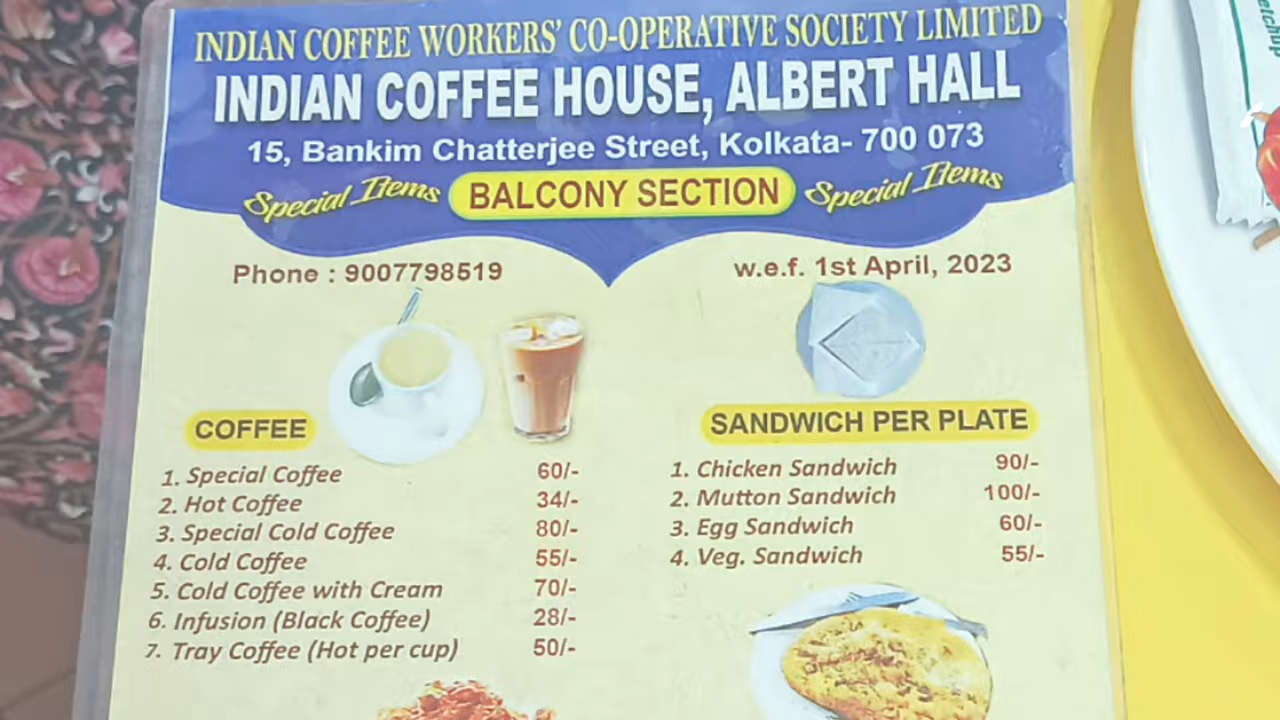 INDIAN COFFEE WORKERS' CO-OPERATIVE SOCIETY LIMITED
INDIAN COFFEE HOUSE, ALBERT HALL
15, Bankim Chatterjee Street, Kolkata- 700 073
Special Items BALCONY SECTION Special Items
Phone : 9007798519
w.e.f. 1st April, 2023
COFFEE
1. Special Coffee 60/-
2. Hot Coffee 34/-
3. Special Cold Coffee 80/-
4. Cold Coffee 55/-
5. Cold Coffee with Cream 70/-
6. Infusion (Black Coffee) 28/-
7. Tray Coffee (Hot per cup) 50/-
SANDWICH PER PLATE
1. Chicken Sandwich 90/-
2. Mutton Sandwich 100/-
3. Egg Sandwich 60/-
4. Veg. Sandwich 55/-
etchup